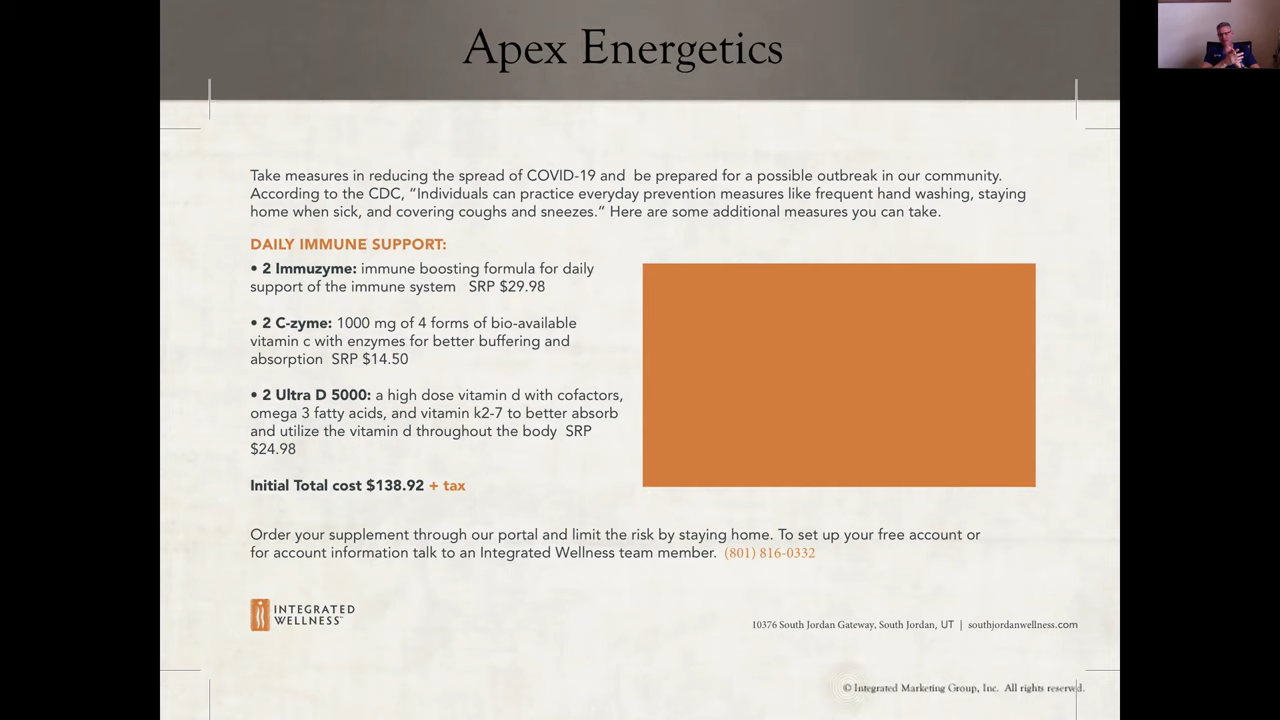 Apex Energetics
Take measures in reducing the spread of COVID-19 and be prepared for a possible outbreak in our community.
According to the CDC, “Individuals can practice everyday prevention measures like frequent hand washing, staying
home when sick, and covering coughs and sneezes.” Here are some additional measures you can take.
DAILY IMMUNE SUPPORT:
• 2 Immuzyme: immune boosting formula for daily
support of the immune system SRP $29.98
• 2 C-zyme: 1000 mg of 4 forms of bio-available
vitamin c with enzymes for better buffering and
absorption SRP $14.50
• 2 Ultra D 5000: a high dose vitamin d with cofactors,
omega 3 fatty acids, and vitamin k2-7 to better absorb
and utilize the vitamin d throughout the body SRP
$24.98
Initial Total cost $138.92 + tax
Order your supplement through our portal and limit the risk by staying home. To set up your free account or
for account information talk to an Integrated Wellness team member. (801) 816-0332
INTEGRATED
WELLNESS™
10376 South Jordan Gateway, South Jordan, UT | southjordanwellness.com
© Integrated Marketing Group, Inc. All rights reserved.